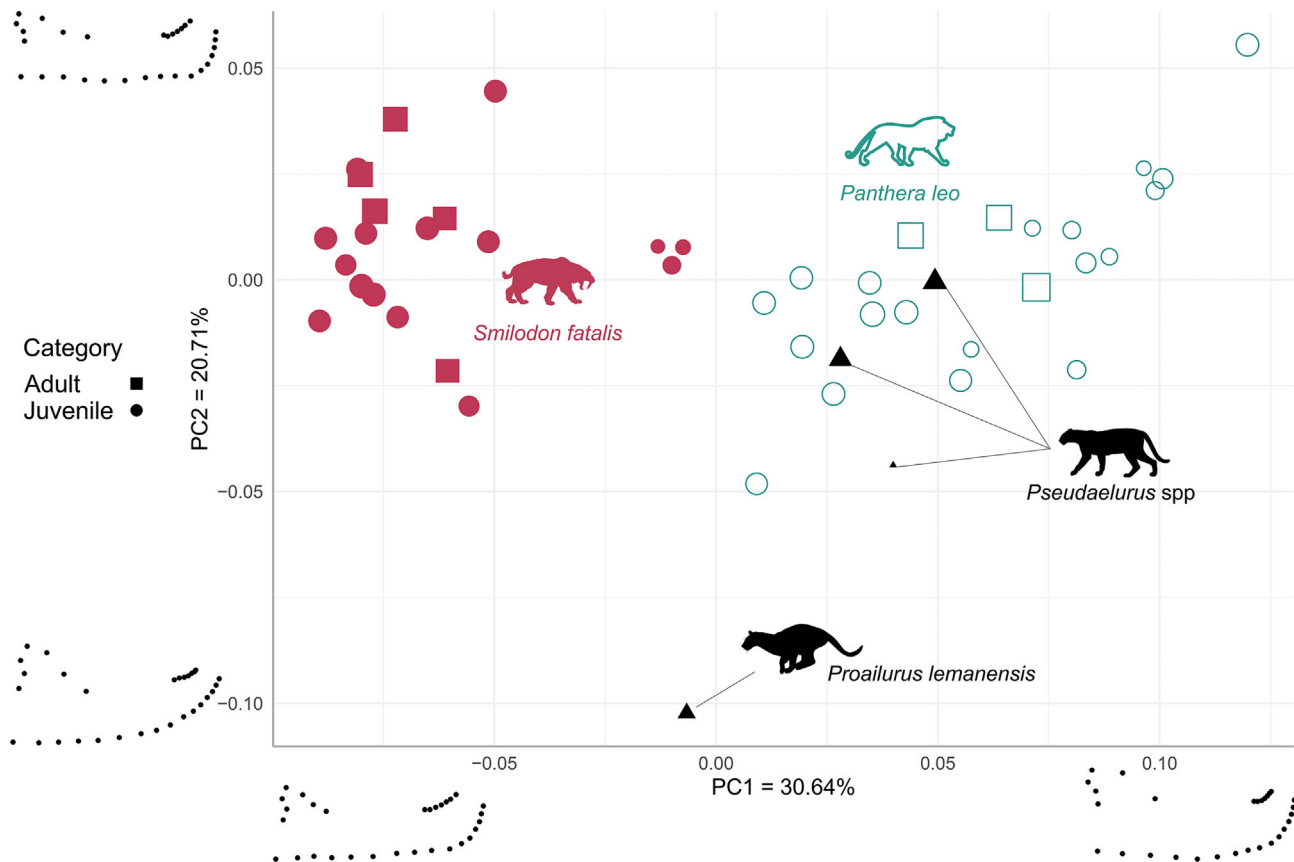 0.05
Panthera leo
0.00
Smilodon fatalis
Category
Adult
Juvenile
PC2 = 20.71%
Pseudaelurus spp
−0.05
Proailurus lemanensis
−0.10
−0.05
0.00
0.05
0.10
PC1 = 30.64%